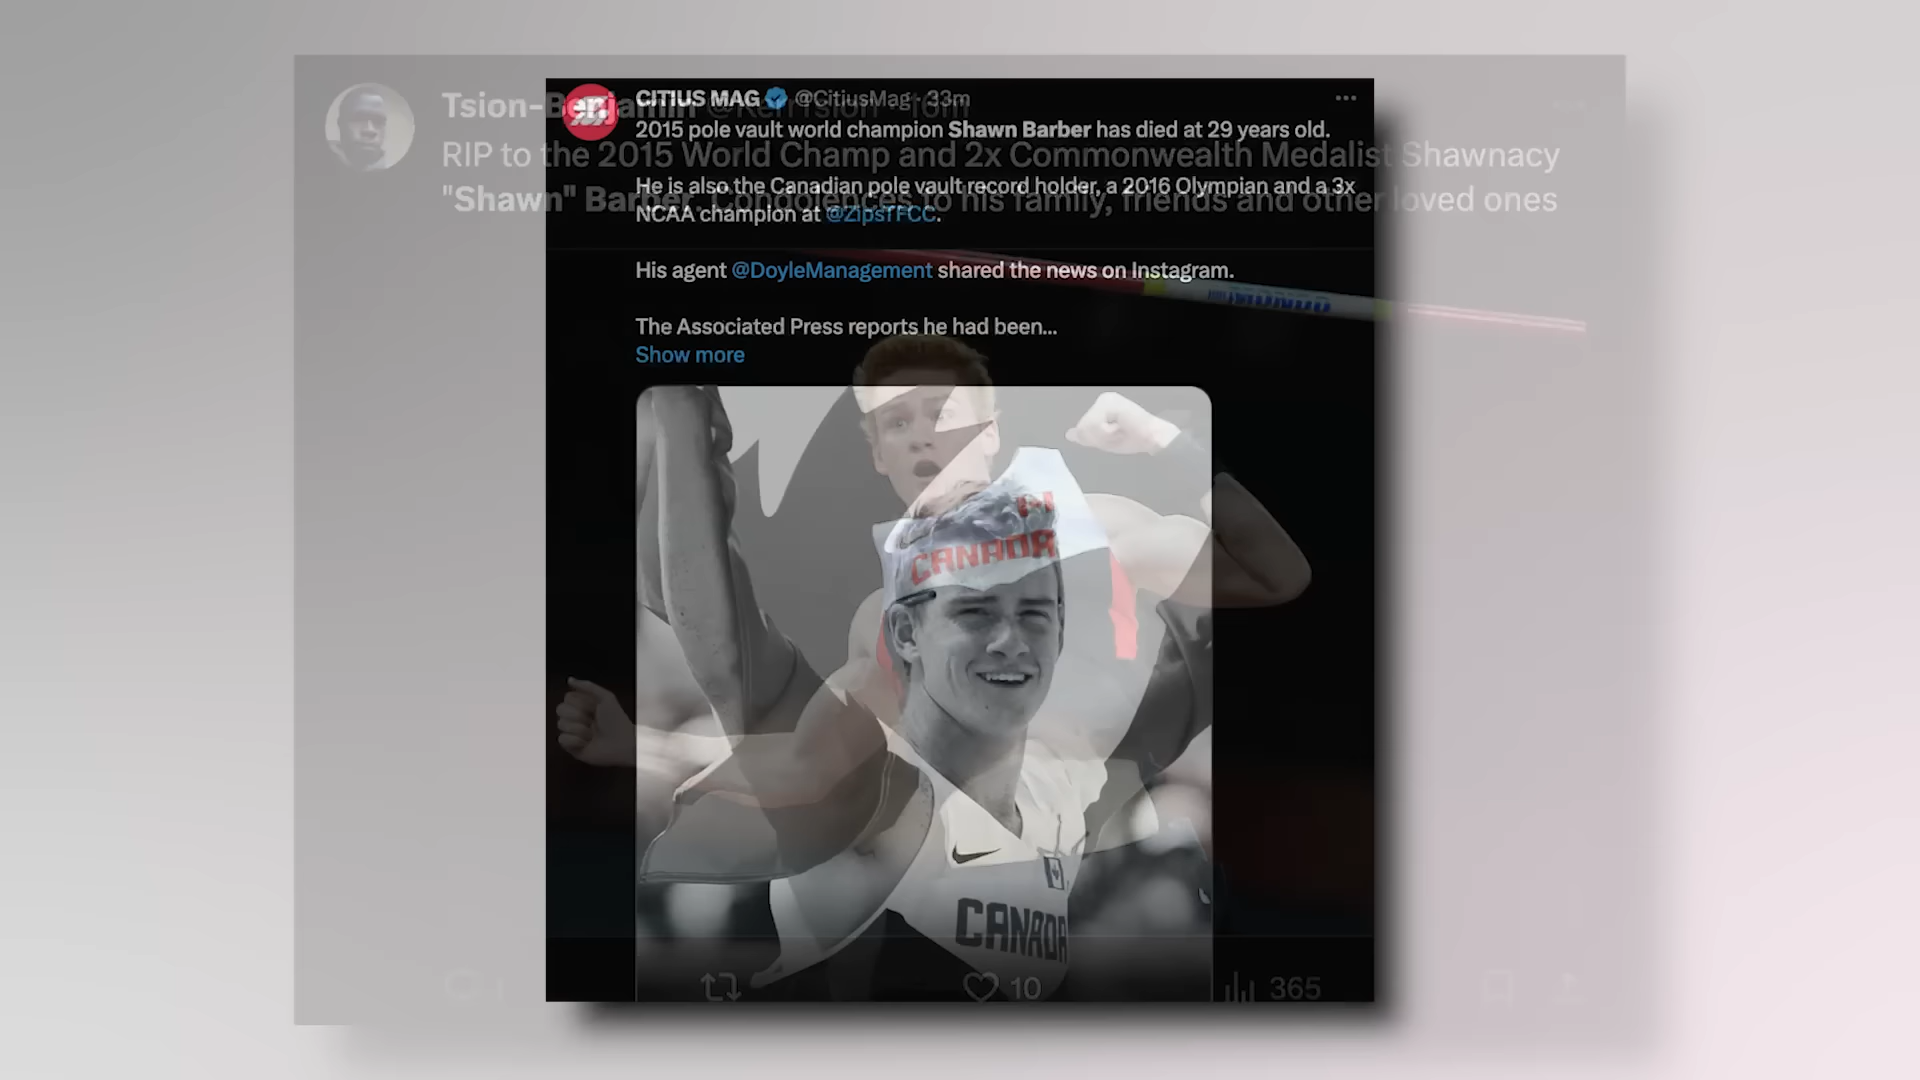 CITIUS MAG @CitiusMag · 33m
2015 pole vault world champion Shawn Barber has died at 29 years old.
He is also the Canadian pole vault record holder, a 2016 Olympian and a 3x
NCAA champion at @ZipsTFCC.
His agent @DoyleManagement shared the news on Instagram.
The Associated Press reports he had been...
Show more
Tsion-Benjamin @KerrTsion · 16m
RIP to the 2015 World Champ and 2x Commonwealth Medalist Shawnacy
"Shawn" Barber. Condolences to his family, friends and other loved ones
CANADA
CANADA
10
365